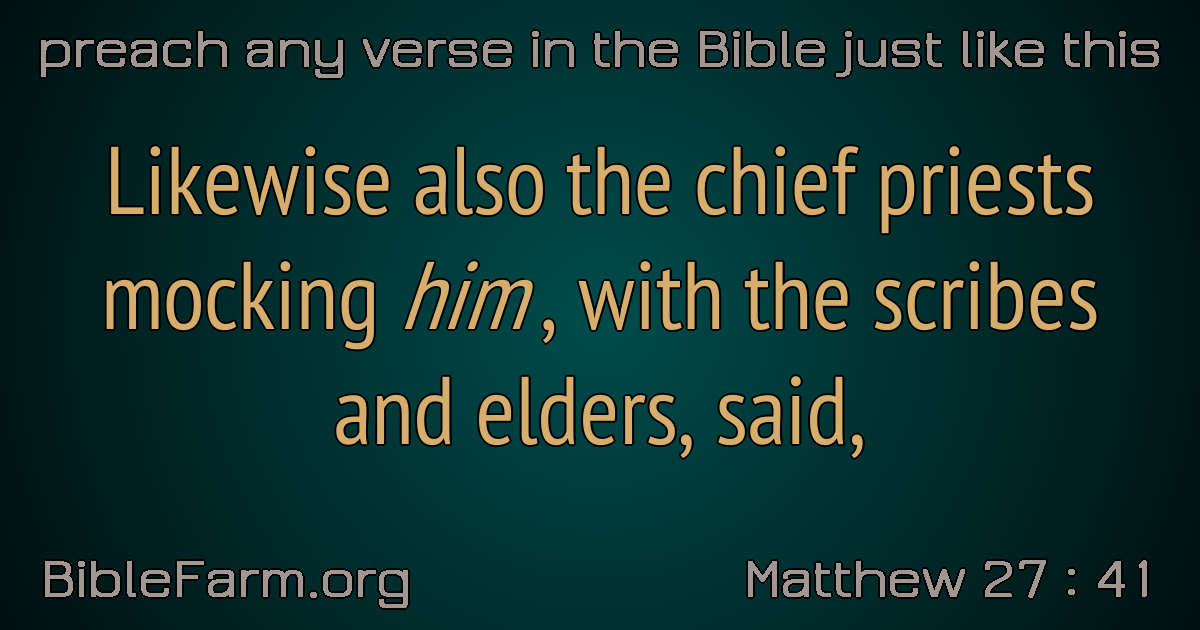 preach any verse in the Bible just like this
Likewise also the chief priests
mocking him, with the scribes
and elders, said,
BibleFarm.org
Matthew 27 : 41